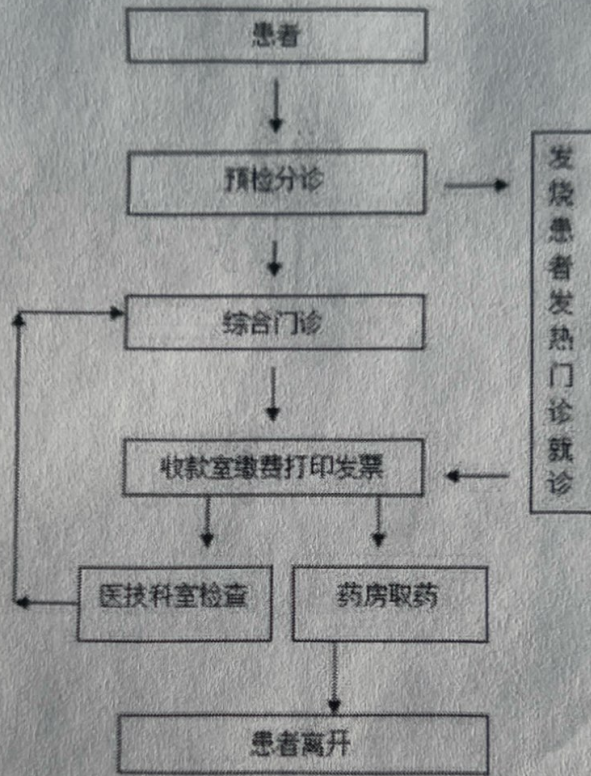 患者
预检分诊
发烧患者发热门诊就诊
综合门诊
收款室缴费打印发票
医技科室检查
药房取药
患者离开